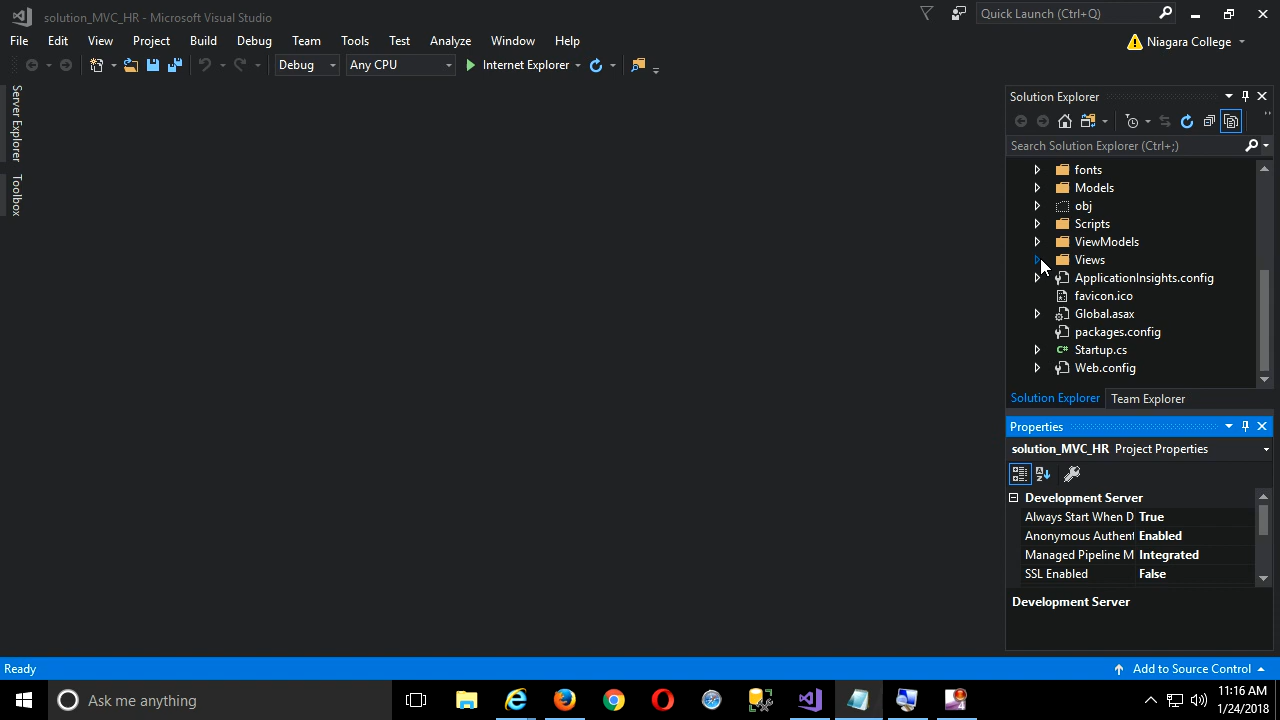 solution_MVC_HR - Microsoft Visual Studio
Quick Launch (Ctrl+Q)
File Edit View Project Build Debug Team Tools Test Analyze Window Help
Niagara College
Debug Any CPU Internet Explorer
Server Explorer
Toolbox
Solution Explorer
Search Solution Explorer (Ctrl+;)
fonts
Models
obj
Scripts
ViewModels
Views
ApplicationInsights.config
favicon.ico
Global.asax
packages.config
C# Startup.cs
Web.config
Solution Explorer Team Explorer
Properties
solution_MVC_HR Project Properties
Development Server
Always Start When D True
Anonymous Authent Enabled
Managed Pipeline M Integrated
SSL Enabled False
Development Server
Ready Add to Source Control
Ask me anything
11:16 AM
1/24/2018